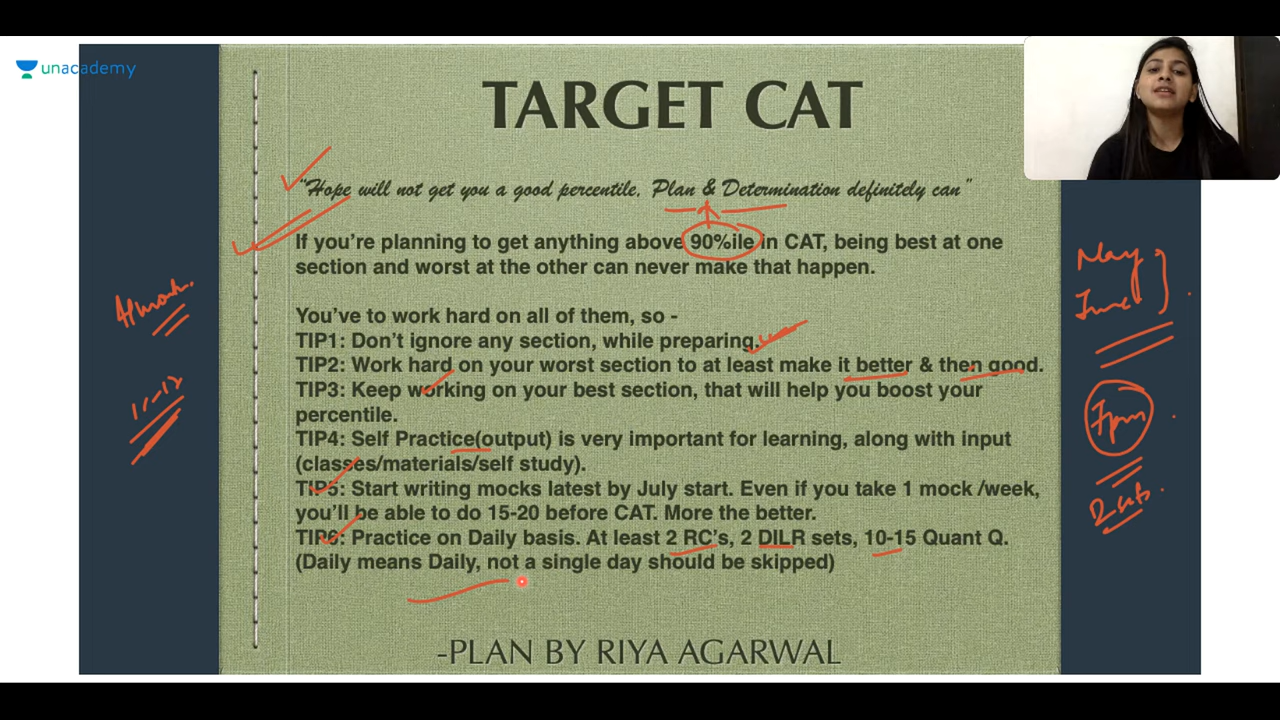 unacademy
TARGET CAT
"Hope will not get you a good percentile, Plan & Determination definitely can"
If you're planning to get anything above 90%ile in CAT, being best at one
section and worst at the other can never make that happen.
You've to work hard on all of them, so -
TIP1: Don't ignore any section, while preparing.
TIP2: Work hard on your worst section to at least make it better & then good.
TIP3: Keep working on your best section, that will help you boost your
percentile.
TIP4: Self Practice(output) is very important for learning, along with input
(classes/materials/self study).
TIP5: Start writing mocks latest by July start. Even if you take 1 mock /week,
you'll be able to do 15-20 before CAT. More the better.
TIP6: Practice on Daily basis. At least 2 RC's, 2 DILR sets, 10-15 Quant Q.
(Daily means Daily, not a single day should be skipped)
-PLAN BY RIYA AGARWAL
11-12
May
June
7pm
2 sets.